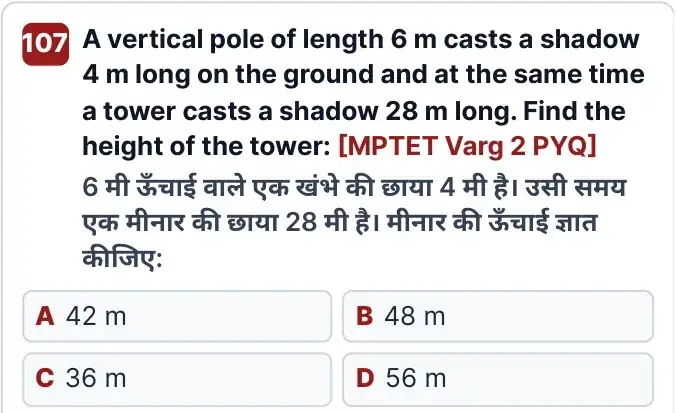 107 A vertical pole of length 6 m casts a shadow
4 m long on the ground and at the same time
a tower casts a shadow 28 m long. Find the
height of the tower: [MPTET Varg 2 PYQ]
6 मी ऊँचाई वाले एक खंभे की छाया 4 मी है। उसी समय
एक मीनार की छाया 28 मी है। मीनार की ऊँचाई ज्ञात
कीजिए:
A 42 m
B 48 m
C 36 m
D 56 m